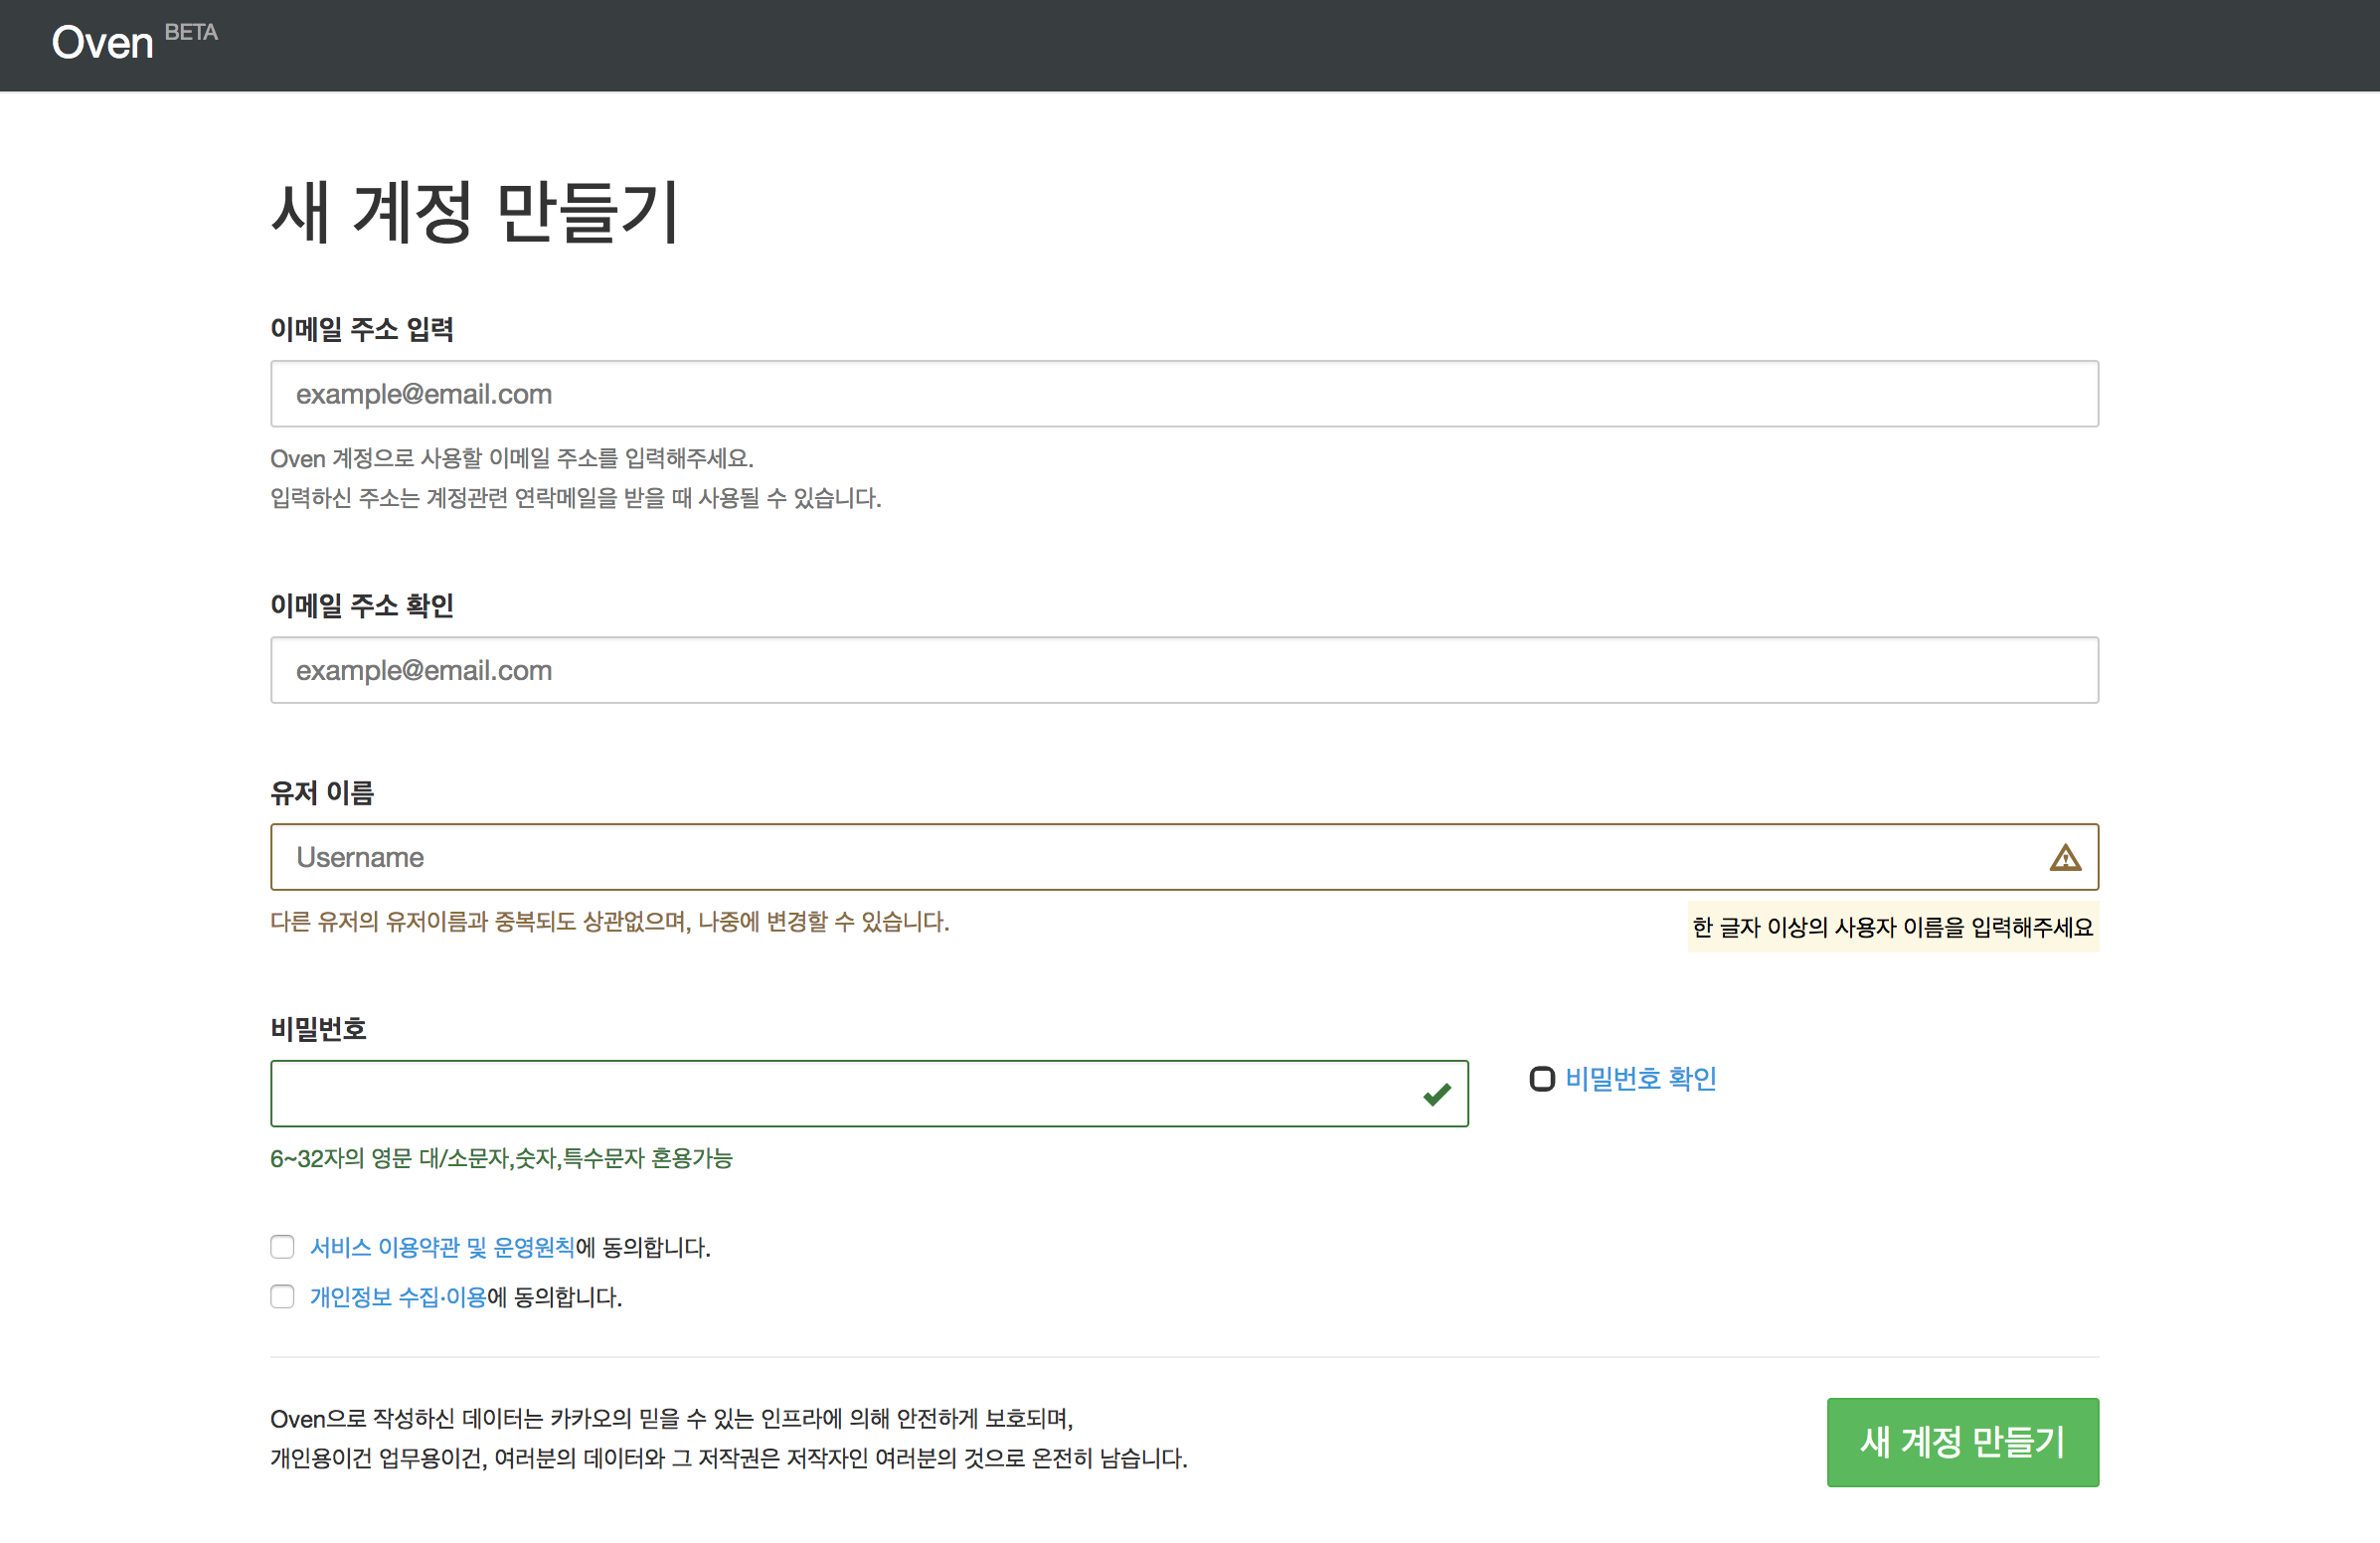 Oven BETA
새 계정 만들기
이메일 주소 입력
example@email.com
Oven 계정으로 사용할 이메일 주소를 입력해주세요.
입력하신 주소는 계정관련 연락메일을 받을 때 사용될 수 있습니다.
이메일 주소 확인
example@email.com
유저 이름
Username
다른 유저의 유저이름과 중복되도 상관없으며, 나중에 변경할 수 있습니다.
한 글자 이상의 사용자 이름을 입력해주세요
비밀번호
비밀번호 확인
6~32자의 영문 대/소문자,숫자,특수문자 혼용가능
서비스 이용약관 및 운영원칙에 동의합니다.
개인정보 수집·이용에 동의합니다.
Oven으로 작성하신 데이터는 카카오의 믿을 수 있는 인프라에 의해 안전하게 보호되며,
개인용이건 업무용이건, 여러분의 데이터와 그 저작권은 저작자인 여러분의 것으로 온전히 남습니다.
새 계정 만들기